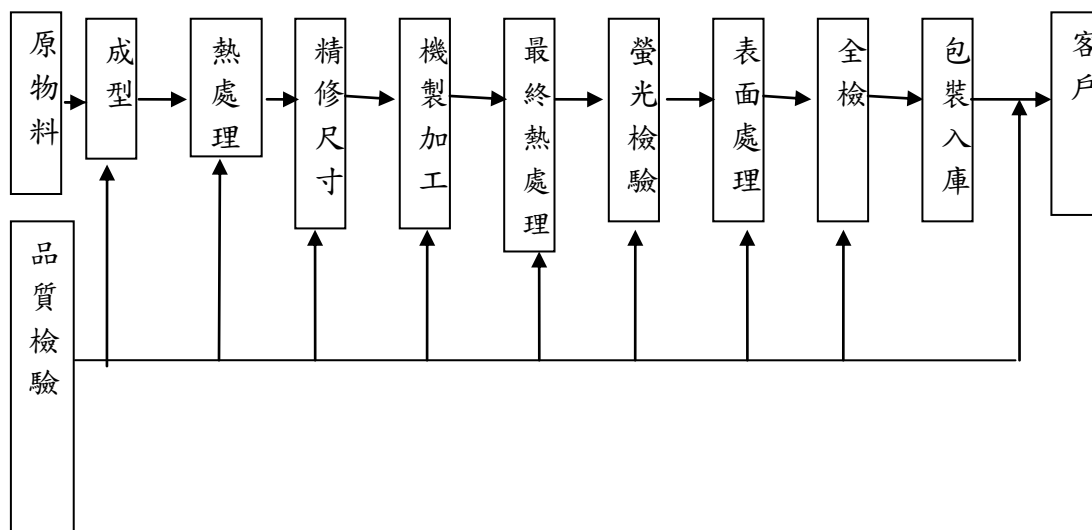 原物料
成型
熱處理
精修尺寸
機製加工
最終熱處理
螢光檢驗
表面處理
全檢
包裝入庫
客戶
品質檢驗